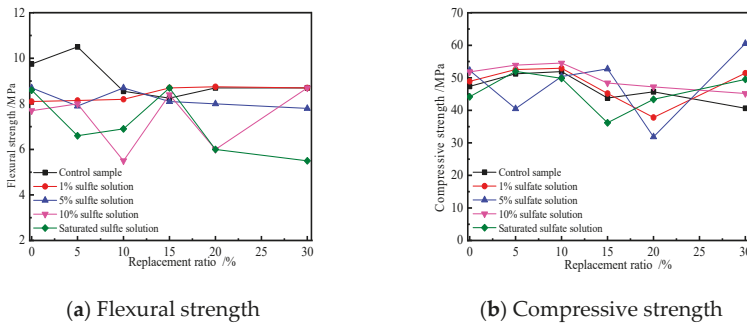 12
10
8
6
4
2
Flexural strength /MPa
Control sample
1% sulfte solution
5% sulfte solution
10% sulfte solution
Saturated sulfte solution
0 5 10 15 20 25 30
Replacement ratio /%
(a) Flexural strength
70
60
50
40
30
20
10
0
Compressive strength /MPa
Control sample
1% sulfate solution
5% sulfate solution
10% sulfate solution
Saturated sulfate solution
0 5 10 15 20 25 30
Replacement ratio /%
(b) Compressive strength